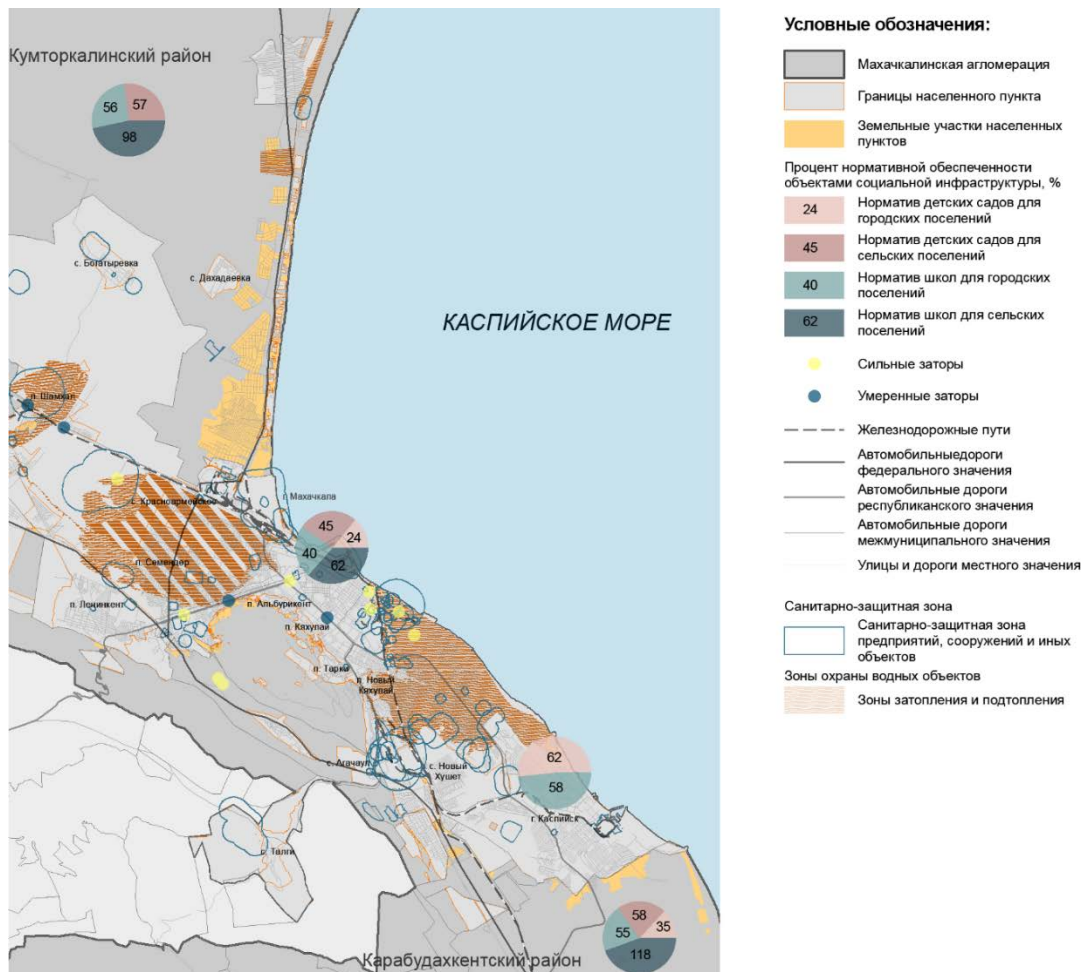 Кумторкалинский район
56
57
98
с. Богатыревка
с. Дахадаевка
КАСПИЙСКОЕ МОРЕ
п. Шамхал
с. Красноармейское
г. Махачкала
45
24
40
62
п. Семендер
п. Ленинкент
п. Альбурикент
п. Кяхулай
п. Тарки
п. Новый
Кяхулай
с. Агачаул
с. Новый
Хушет
62
58
г. Каспийск
с. Талги
58
35
55
118
Карабудахкентский район
Условные обозначения:
Махачкалинская агломерация
Границы населенного пункта
Земельные участки населенных
пунктов
Процент нормативной обеспеченности
объектами социальной инфраструктуры, %
24
Норматив детских садов для
городских поселений
45
Норматив детских садов для
сельских поселений
40
Норматив школ для городских
поселений
62
Норматив школ для сельских
поселений
Сильные заторы
Умеренные заторы
Железнодорожные пути
Автомобильныедороги
федерального значения
Автомобильные дороги
республиканского значения
Автомобильные дороги
межмуниципального значения
Улицы и дороги местного значения
Санитарно-защитная зона
Санитарно-защитная зона
предприятий, сооружений и иных
объектов
Зоны охраны водных объектов
Зоны затопления и подтопления